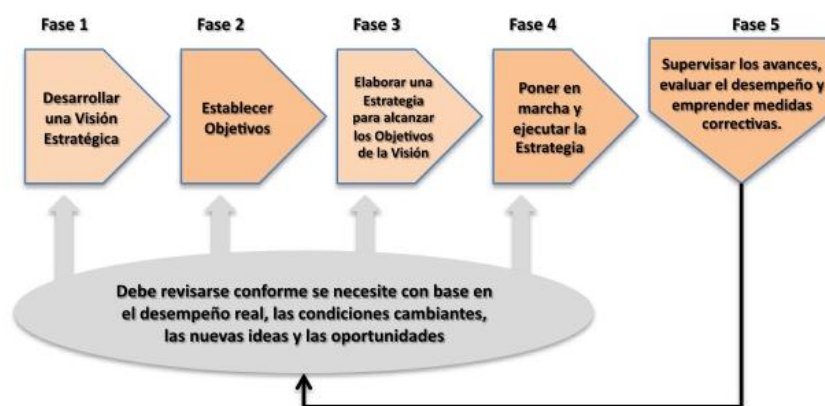 Fase 1
Fase 2
Fase 3
Fase 4
Fase 5
Desarrollar
una Visión
Estratégica
Establecer
Objetivos
Elaborar una
Estrategia
para alcanzar
los Objetivos
de la Visión
Poner en
marcha y
ejecutar la
Estrategia
Supervisar los avances,
evaluar el desempeño y
emprender medidas
correctivas.
Debe revisarse conforme se necesite con base en
el desempeño real, las condiciones cambiantes,
las nuevas ideas y las oportunidades